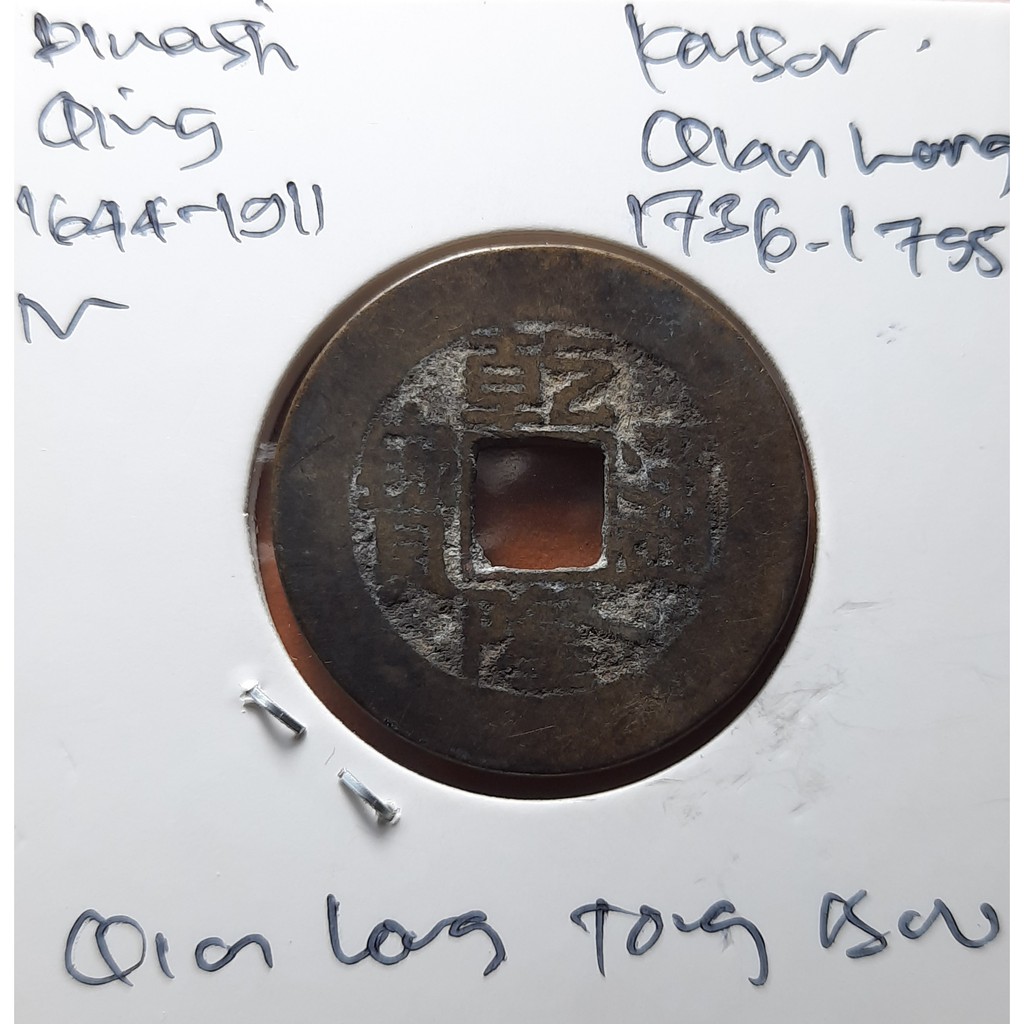 Dinasti
Qing
1644-1911
N
Kaisar
Qian Long
1736-1795
乾
隆
通
寶
Qian Long Tong Bao